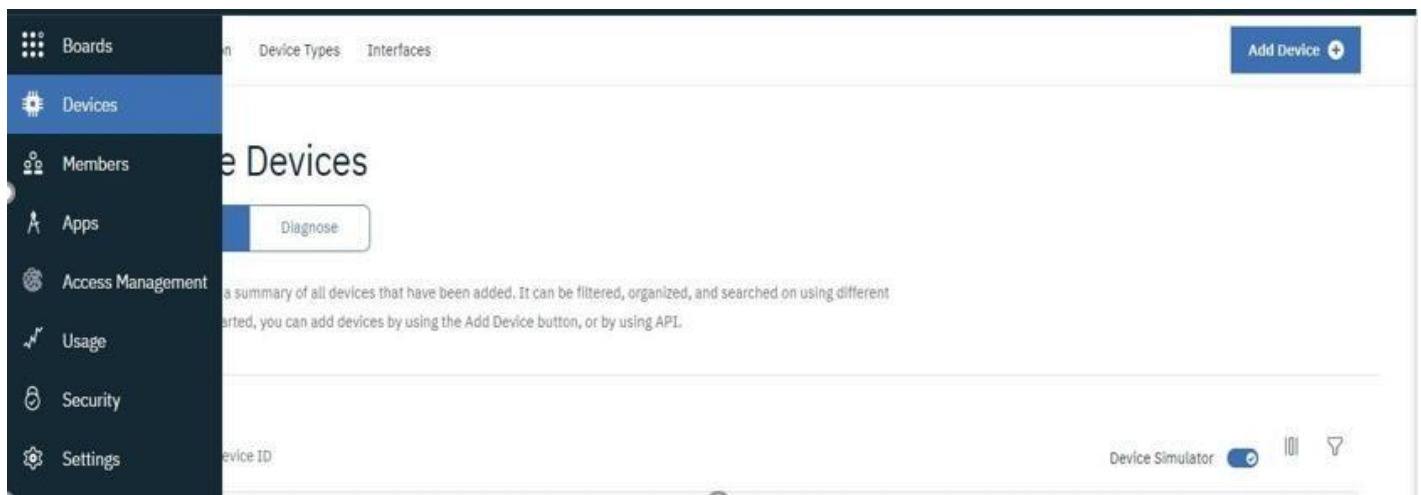 Boards
Devices
Members
Apps
Access Management
Usage
Security
Settings
n Device Types Interfaces
Add Device
e Devices
Diagnose
a summary of all devices that have been added. It can be filtered, organized, and searched on using different
arted, you can add devices by using the Add Device button, or by using API.
evice ID
Device Simulator